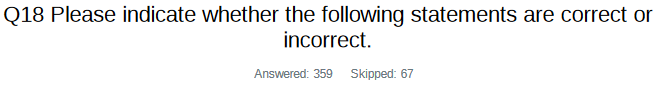 Q18 Please indicate whether the following statements are correct or
incorrect.
Answered: 359 Skipped: 67